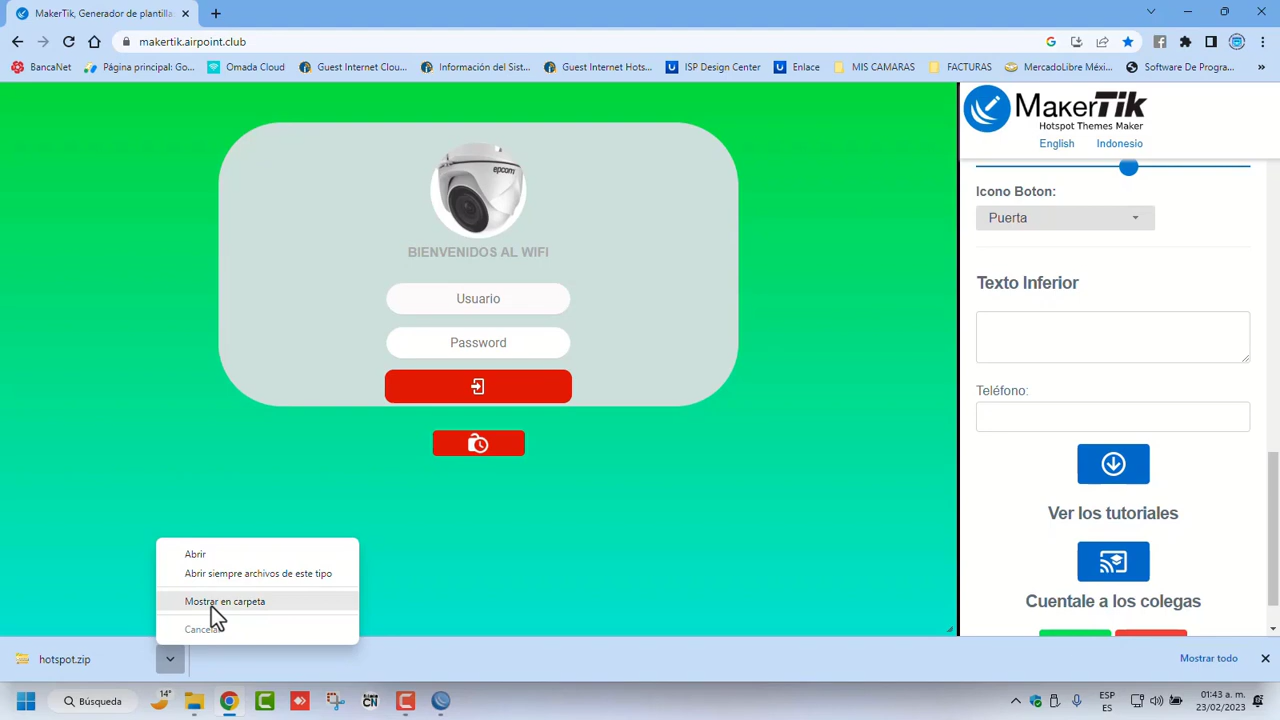 MakerTik, Generador de plantilla
makertik.airpoint.club
BancaNet
Página principal: Go...
Omada Cloud
Guest Internet Clou...
Información del Sist...
Guest Internet Hots...
ISP Design Center
Enlace
MIS CAMARAS
FACTURAS
MercadoLibre Méxi...
Software De Progra...
»
MakerTik
Hotspot Themes Maker
English
Indonesio
epcom
BIENVENIDOS AL WIFI
Usuario
Password
Icono Boton:
Puerta
Texto Inferior
Teléfono:
Ver los tutoriales
Cuentale a los colegas
Abrir
Abrir siempre archivos de este tipo
Mostrar en carpeta
Cancelar
hotspot.zip
Mostrar todo
Búsqueda
14°
CN
ESP
ES
01:43 a. m.
23/02/2023